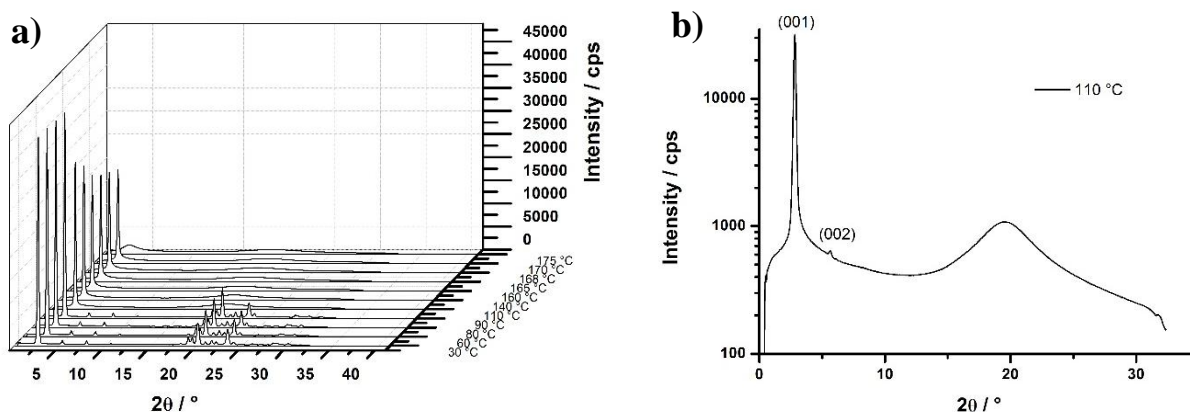 a)
45000
40000
35000
30000
25000
20000
15000
10000
5000
0
Intensity / cps
175 °C
170 °C
168 °C
165 °C
160 °C
140 °C
110 °C
90 °C
80 °C
60 °C
30 °C
5 10 15 20 25 30 35 40
2θ / °
b)
(001)
110 °C
10000
(002)
1000
100
Intensity / cps
0 10 20 30
2θ / °